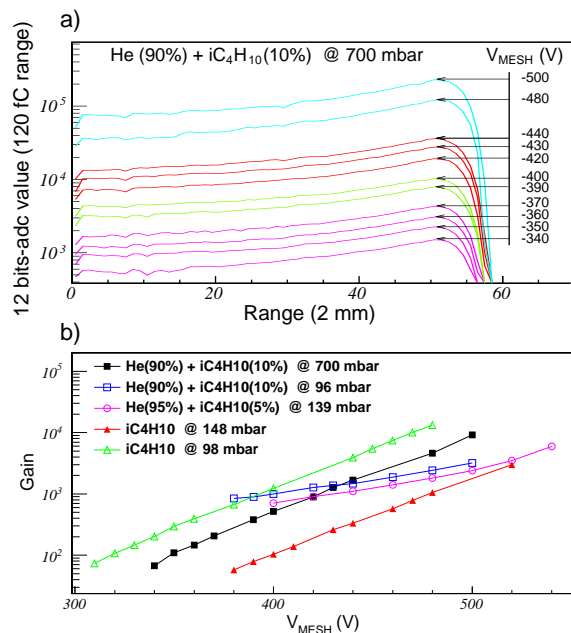 a)
He (90%) + iC4H10(10%) @ 700 mbar
V_MESH (V)
-500
-480
-440
-430
-420
-400
-390
-370
-360
-350
-340
12 bits-adc value (120 fC range)
10^5
10^4
10^3
0 20 40 60
Range (2 mm)
b)
He(90%) + iC4H10(10%) @ 700 mbar
He(90%) + iC4H10(10%) @ 96 mbar
He(95%) + iC4H10(5%) @ 139 mbar
iC4H10 @ 148 mbar
iC4H10 @ 98 mbar
Gain
10^5
10^4
10^3
10^2
300 400 500
V_MESH (V)